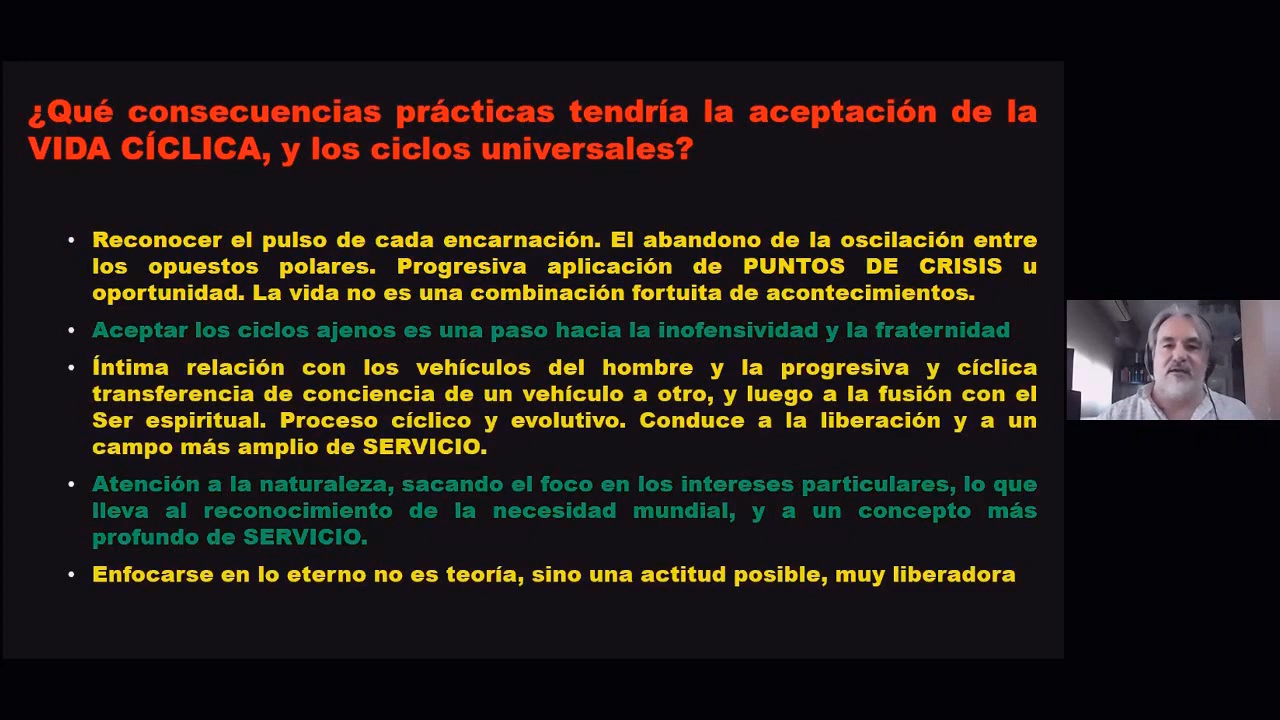 ¿Qué consecuencias prácticas tendría la aceptación de la
VIDA CÍCLICA, y los ciclos universales?
• Reconocer el pulso de cada encarnación. El abandono de la oscilación entre
los opuestos polares. Progresiva aplicación de PUNTOS DE CRISIS u
oportunidad. La vida no es una combinación fortuita de acontecimientos.
• Aceptar los ciclos ajenos es una paso hacia la inofensividad y la fraternidad
• Íntima relación con los vehículos del hombre y la progresiva y cíclica
transferencia de conciencia de un vehículo a otro, y luego a la fusión con el
Ser espiritual. Proceso cíclico y evolutivo. Conduce a la liberación y a un
campo más amplio de SERVICIO.
• Atención a la naturaleza, sacando el foco en los intereses particulares, lo que
lleva al reconocimiento de la necesidad mundial, y a un concepto más
profundo de SERVICIO.
• Enfocarse en lo eterno no es teoría, sino una actitud posible, muy liberadora